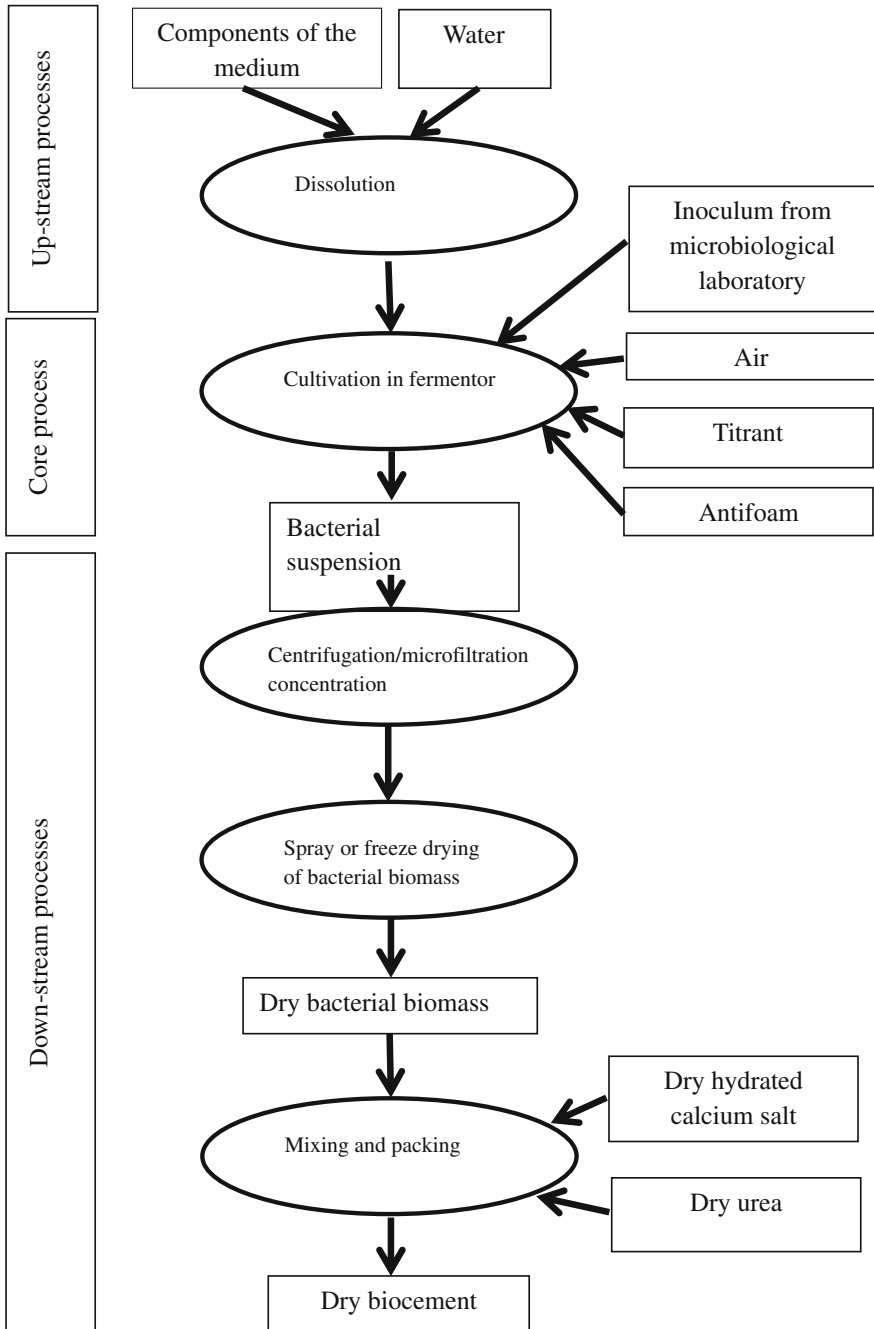 Up-stream processes
Components of the
medium
Water
Dissolution
Inoculum from
microbiological
laboratory
Core process
Cultivation in fermentor
Air
Titrant
Antifoam
Bacterial
suspension
Down-stream processes
Centrifugation/microfiltration
concentration
Spray or freeze drying
of bacterial biomass
Dry bacterial biomass
Dry hydrated
calcium salt
Mixing and packing
Dry urea
Dry biocement